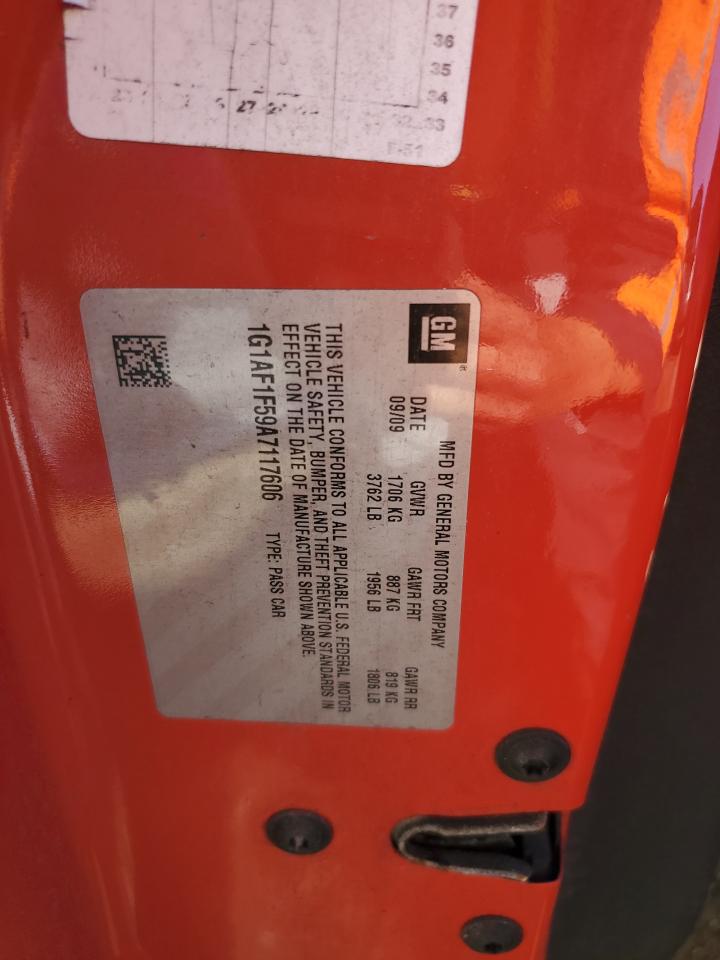 37
36
35
34
27
33
F-51
GM
MFD BY GENERAL MOTORS COMPANY
DATE GVWR GAWR FRT GAWR RR
09/09 1706 KG 887 KG 819 KG
3762 LB 1956 LB 1806 LB
THIS VEHICLE CONFORMS TO ALL APPLICABLE U.S. FEDERAL MOTOR
VEHICLE SAFETY, BUMPER, AND THEFT PREVENTION STANDARDS IN
EFFECT ON THE DATE OF MANUFACTURE SHOWN ABOVE.
1G1AF1F59A7117606 TYPE: PASS CAR